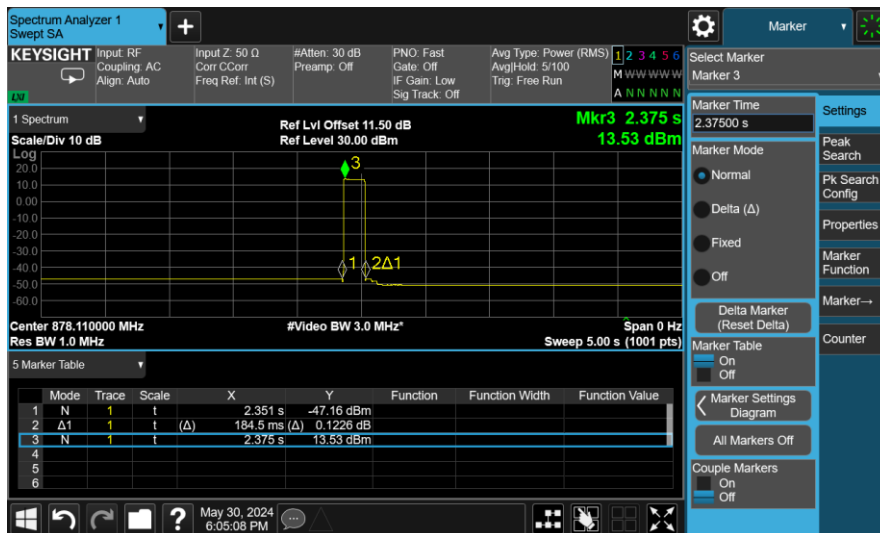 Spectrum Analyzer 1
Swept SA
Marker
KEYSIGHT
Input: RF
Coupling: AC
Align: Auto
Input Z: 50 Ω
Corr CCorr
Freq Ref: Int (S)
#Atten: 30 dB
Preamp: Off
PNO: Fast
Gate: Off
IF Gain: Low
Sig Track: Off
Avg Type: Power (RMS)
Avg|Hold: 5/100
Trig: Free Run
1 2 3 4 5 6
M W W W W W
A N N N N N
LXI
Select Marker
Marker 3
1 Spectrum
Scale/Div 10 dB
Ref Lvl Offset 11.50 dB
Ref Level 30.00 dBm
Mkr3 2.375 s
13.53 dBm
Log
20.0
10.0
0.00
-10.0
-20.0
-30.0
-40.0
-50.0
-60.0
3
1
2Δ1
Center 878.110000 MHz
Res BW 1.0 MHz
#Video BW 3.0 MHz*
Span 0 Hz
Sweep 5.00 s (1001 pts)
5 Marker Table
Mode Trace Scale X Y Function Function Width Function Value
1 N 1 t 2.351 s -47.16 dBm
2 Δ1 1 t (Δ) 184.5 ms (Δ) 0.1226 dB
3 N 1 t 2.375 s 13.53 dBm
4
5
6
Marker Time
2.37500 s
Marker Mode
Normal
Delta (Δ)
Fixed
Off
Delta Marker
(Reset Delta)
Marker Table
On
Off
Marker Settings
Diagram
All Markers Off
Couple Markers
On
Off
Settings
Peak
Search
Pk Search
Config
Properties
Marker
Function
Marker→
Counter
May 30, 2024
6:05:08 PM